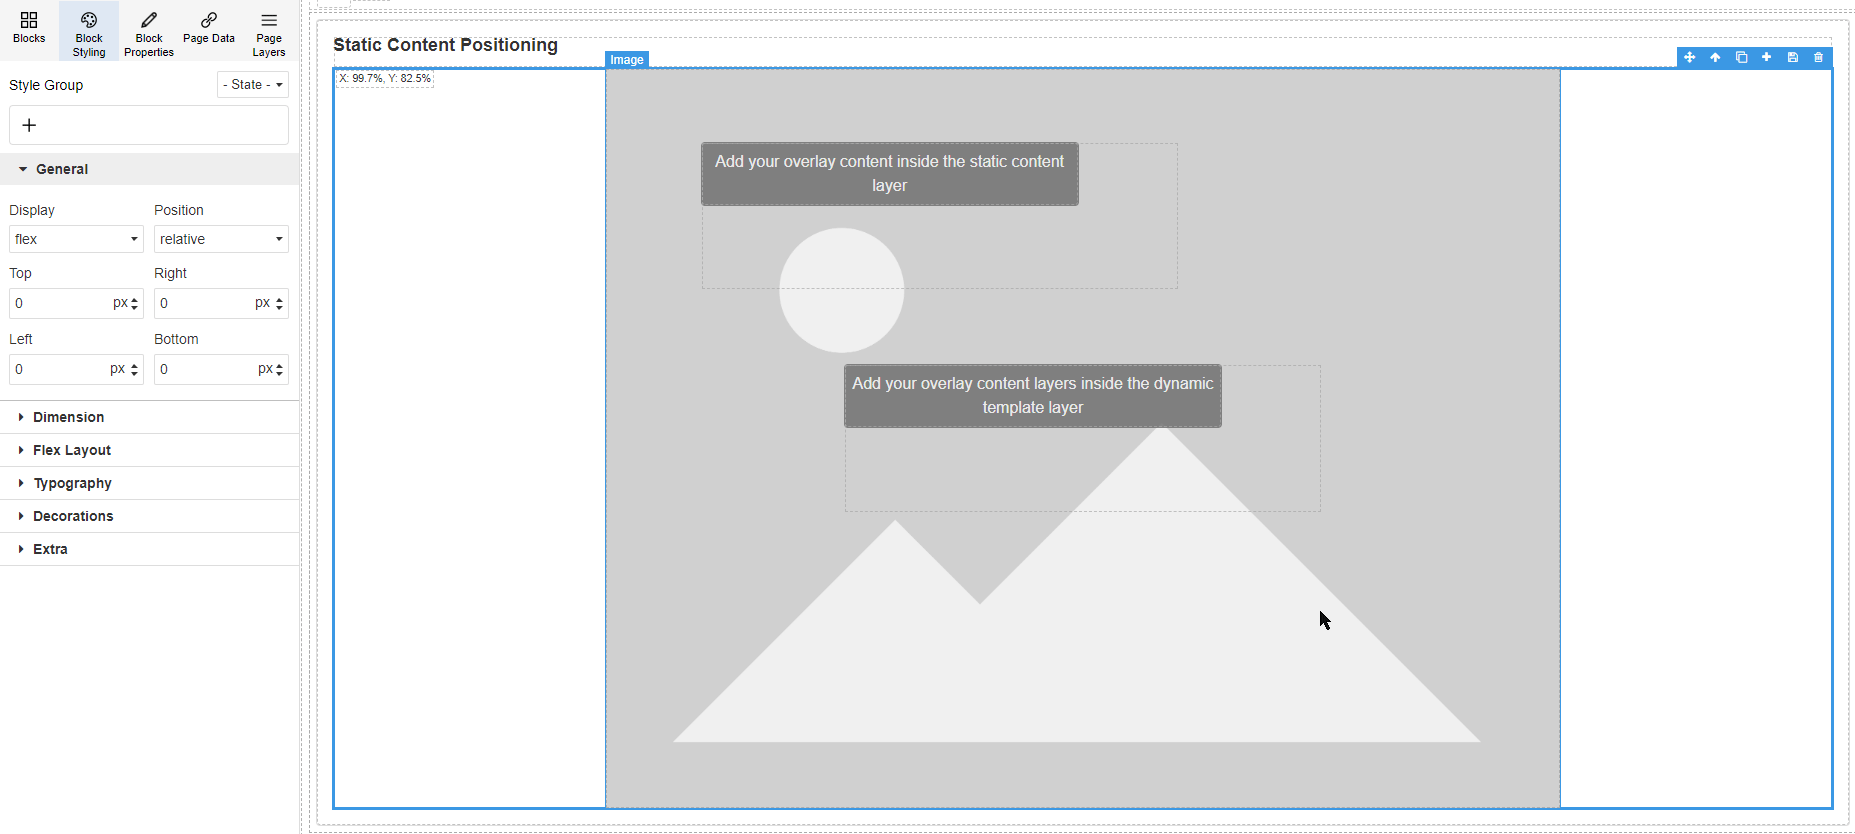 Blocks
Block Styling
Block Properties
Page Data
Page Layers
Style Group
- State -
General
Display
Position
flex
relative
Top
Right
0 px
0 px
Left
Bottom
0 px
0 px
Dimension
Flex Layout
Typography
Decorations
Extra
Static Content Positioning
Image
X: 99.7%, Y: 82.5%
Add your overlay content inside the static content
layer
Add your overlay content layers inside the dynamic
template layer